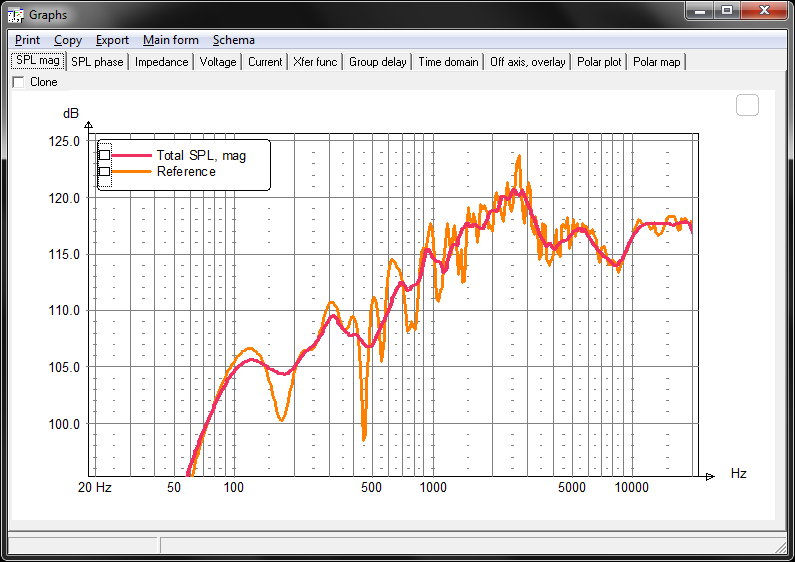 Graphs
Print Copy Export Main form Schema
SPL mag SPL phase Impedance Voltage Current Xfer func Group delay Time domain Off axis, overlay Polar plot Polar map
Clone
dB
125.0
Total SPL, mag
Reference
120.0
115.0
110.0
105.0
100.0
Hz
20 Hz 50 100 500 1000 5000 10000